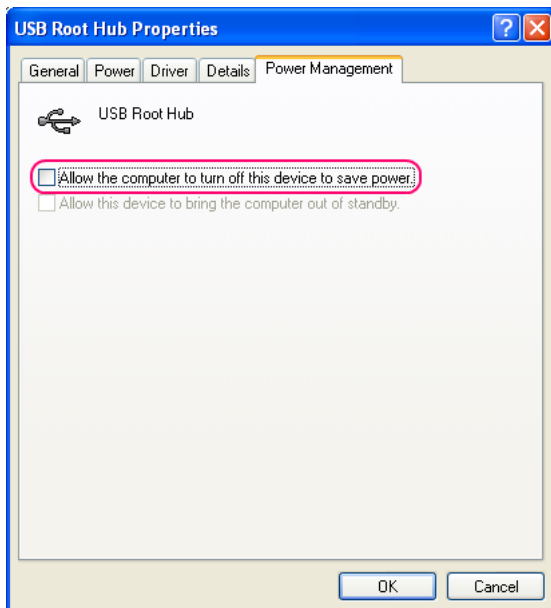 USB Root Hub Properties
General Power Driver Details Power Management
USB Root Hub
Allow the computer to turn off this device to save power.
Allow this device to bring the computer out of standby.
OK Cancel